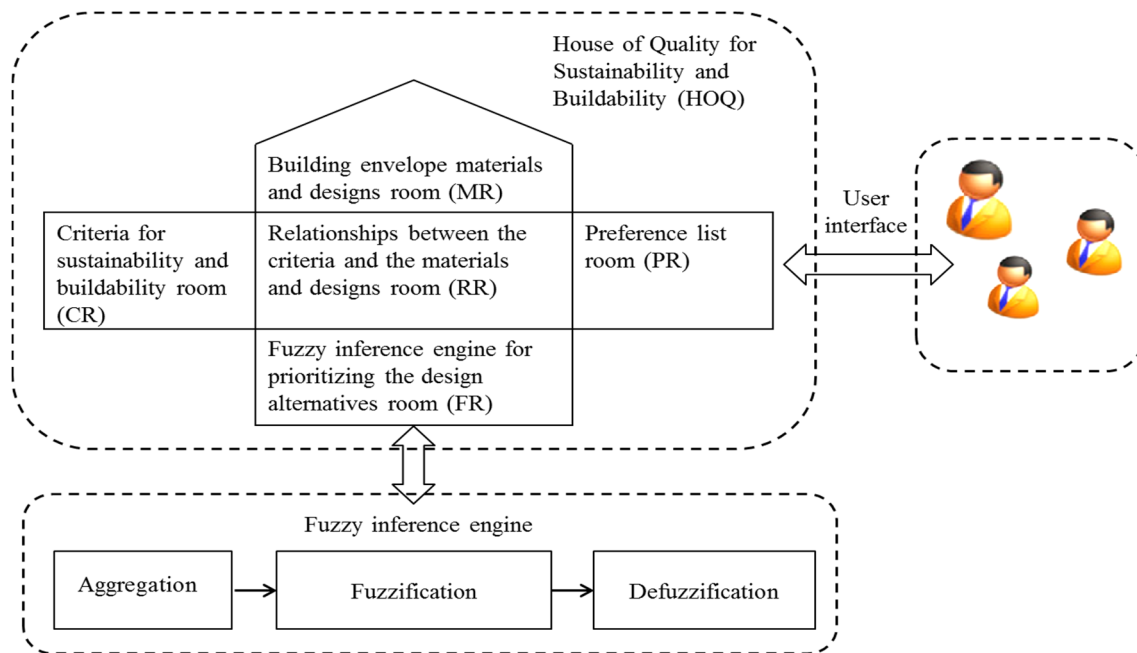 House of Quality for
Sustainability and
Buildability (HOQ)
Building envelope materials
and designs room (MR)
Criteria for
sustainability and
buildability room
(CR)
Relationships between the
criteria and the materials
and designs room (RR)
Preference list
room (PR)
User
interface
Fuzzy inference engine for
prioritizing the design
alternatives room (FR)
Fuzzy inference engine
Aggregation
Fuzzification
Defuzzification